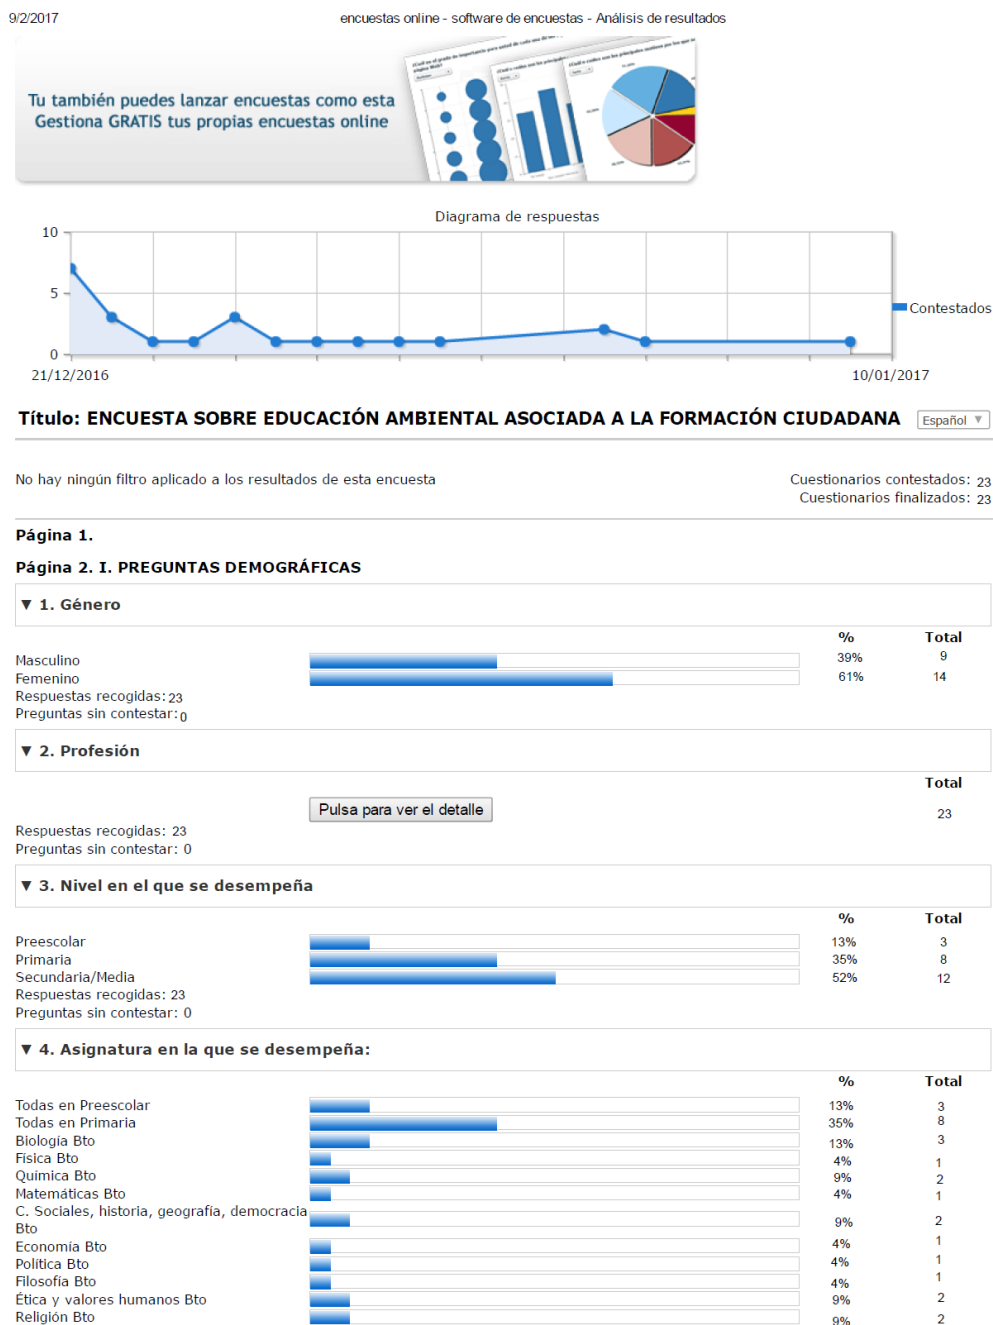 9/2/2017
encuestas online - software de encuestas - Análisis de resultados
Tu también puedes lanzar encuestas como esta
Gestiona GRATIS tus propias encuestas online
Diagrama de respuestas
10
5
0
Contestados
21/12/2016
10/01/2017
Título: ENCUESTA SOBRE EDUCACIÓN AMBIENTAL ASOCIADA A LA FORMACIÓN CIUDADANA
Español ▼
No hay ningún filtro aplicado a los resultados de esta encuesta
Cuestionarios contestados: 23
Cuestionarios finalizados: 23
Página 1.
Página 2. I. PREGUNTAS DEMOGRÁFICAS
▼ 1. Género
% Total
Masculino 39% 9
Femenino 61% 14
Respuestas recogidas: 23
Preguntas sin contestar: 0
▼ 2. Profesión
Total
Pulsa para ver el detalle 23
Respuestas recogidas: 23
Preguntas sin contestar: 0
▼ 3. Nivel en el que se desempeña
% Total
Preescolar 13% 3
Primaria 35% 8
Secundaria/Media 52% 12
Respuestas recogidas: 23
Preguntas sin contestar: 0
▼ 4. Asignatura en la que se desempeña:
% Total
Todas en Preescolar 13% 3
Todas en Primaria 35% 8
Biología Bto 13% 3
Física Bto 4% 1
Química Bto 9% 2
Matemáticas Bto 4% 1
C. Sociales, historia, geografía, democracia
Bto 9% 2
Economía Bto 4% 1
Política Bto 4% 1
Filosofía Bto 4% 1
Ética y valores humanos Bto 9% 2
Religión Bto 9% 2